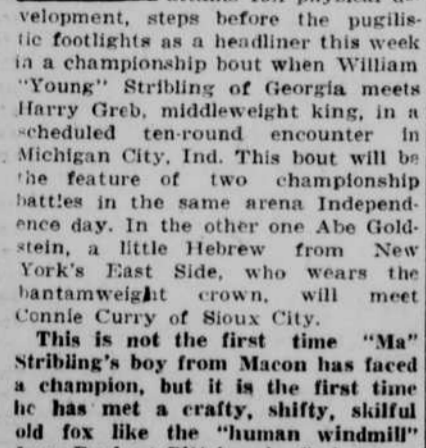 velopment, steps before the pugilis-
tic footlights as a headliner this week
in a championship bout when William
"Young" Stribling of Georgia meets
Harry Greb, middleweight king, in a
scheduled ten-round encounter in
Michigan City, Ind. This bout will be
the feature of two championship
battles in the same arena Independ-
ence day. In the other one Abe Gold-
stein, a little Hebrew from New
York's East Side, who wears the
bantamweight crown, will meet
Connie Curry of Sioux City.
This is not the first time "Ma"
Stribling's boy from Macon has faced
a champion, but it is the first time
he has met a crafty, shifty, skilful
old fox like the "human windmill"